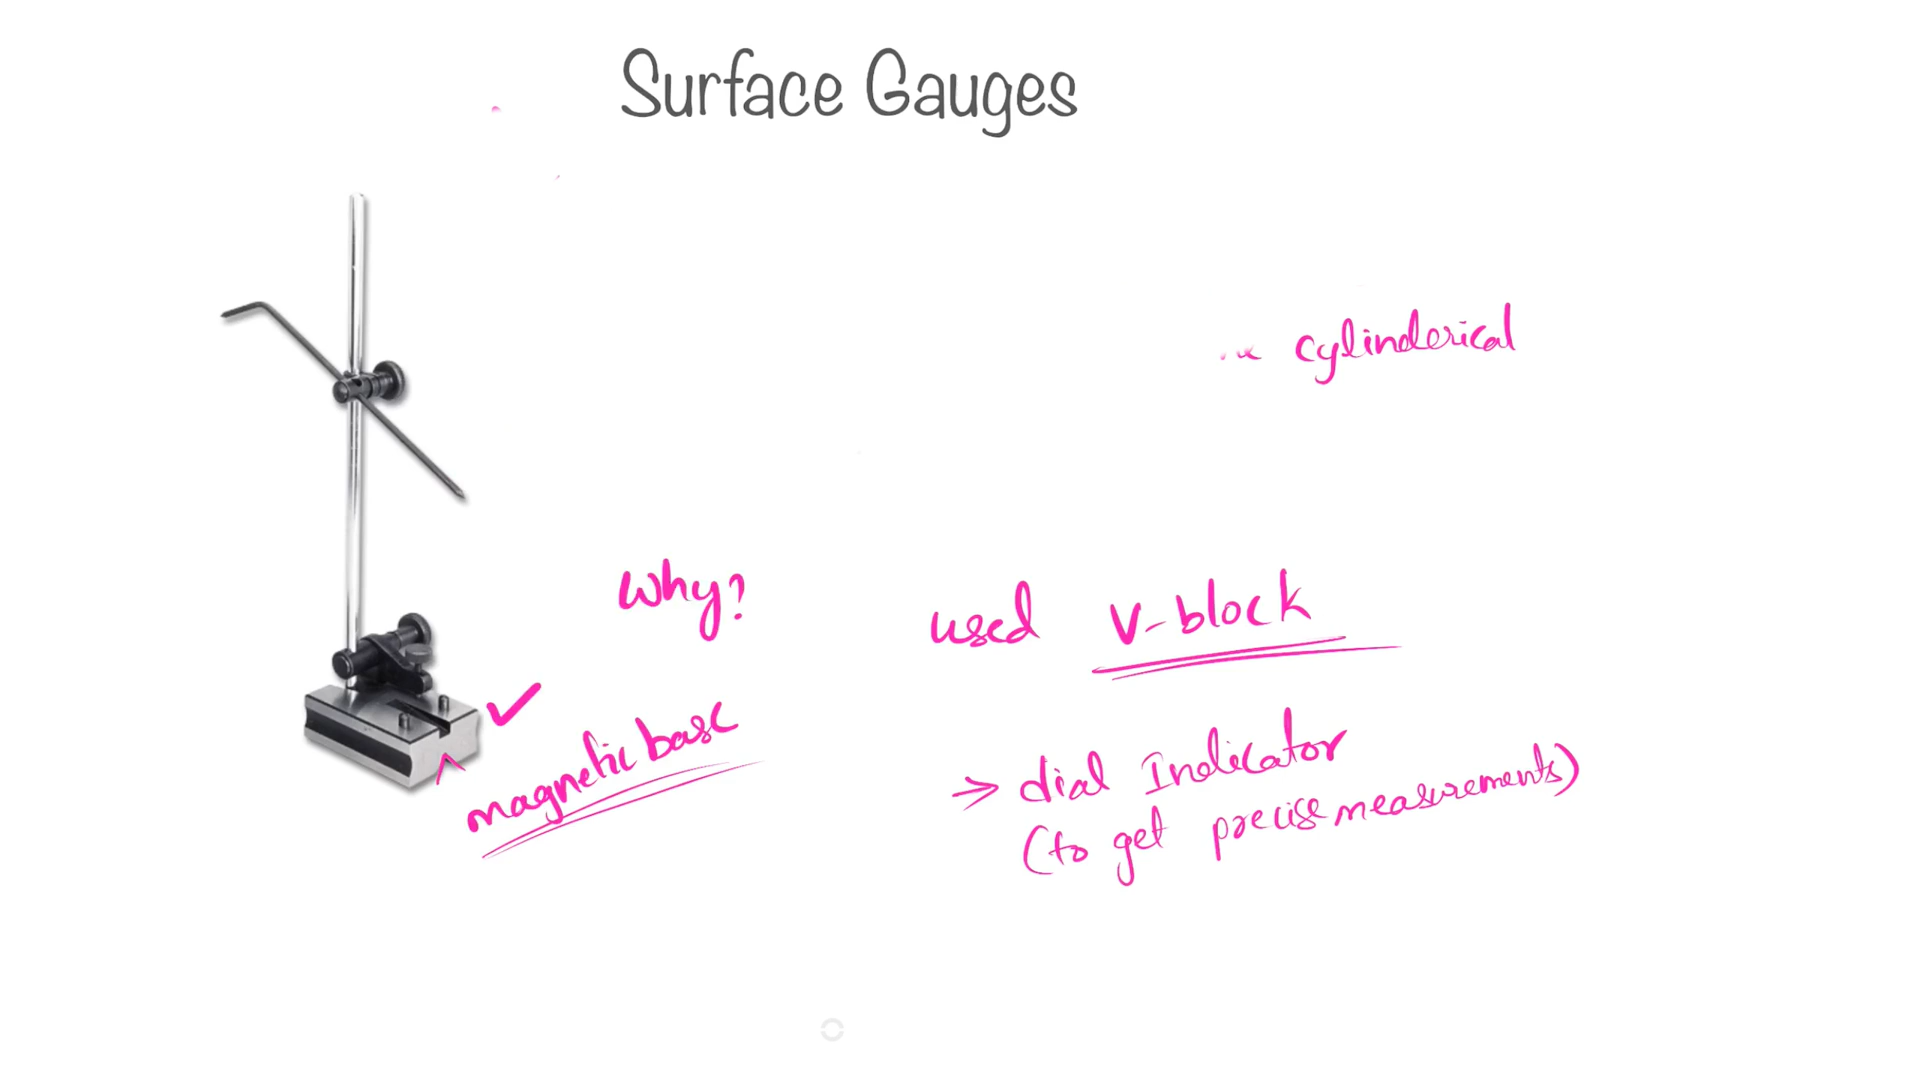 Surface Gauges
cylinderical
Why?
used V-block
magnetic base
→ dial Indicator
(to get precise measurements)